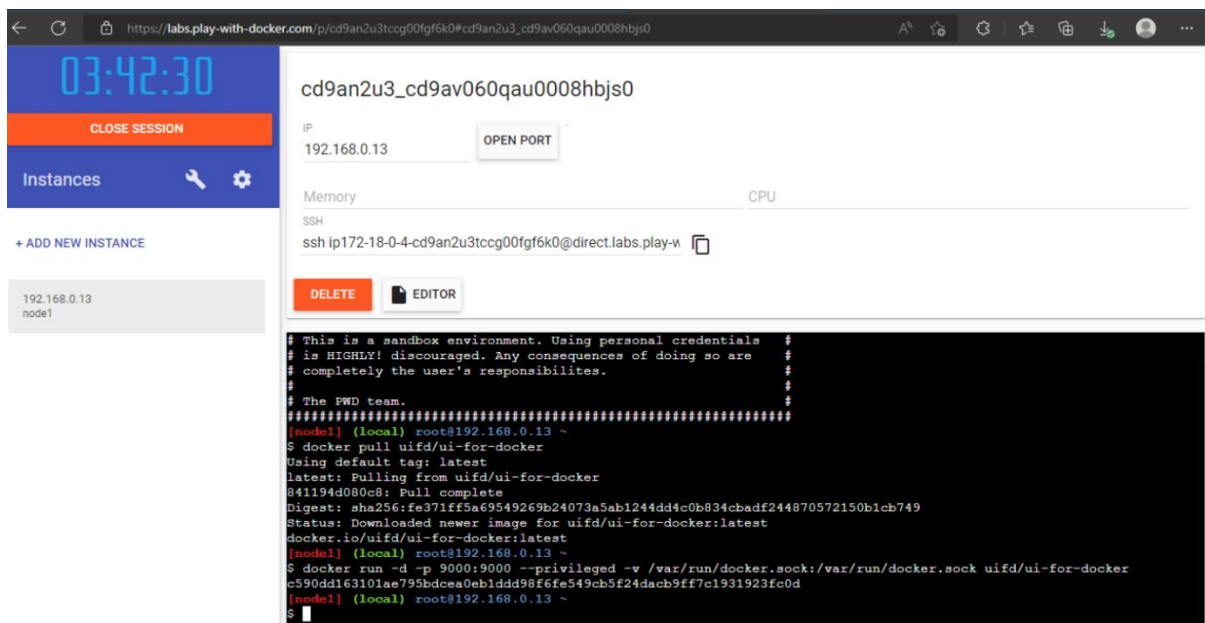 https://labs.play-with-docker.com/p/cd9an2u3tccg00fgf6k0#cd9an2u3_cd9av060qau0008hbjs0
03:42:30
CLOSE SESSION
Instances
+ ADD NEW INSTANCE
192.168.0.13
node1
cd9an2u3_cd9av060qau0008hbjs0
IP
192.168.0.13
OPEN PORT
Memory
CPU
SSH
ssh ip172-18-0-4-cd9an2u3tccg00fgf6k0@direct.labs.play-w
DELETE
EDITOR
# This is a sandbox environment. Using personal credentials #
# is HIGHLY! discouraged. Any consequences of doing so are #
# completely the user's responsibilites. #
# #
# The PWD team. #
###############################################################
[node1] (local) root@192.168.0.13 ~
$ docker pull uifd/ui-for-docker
Using default tag: latest
latest: Pulling from uifd/ui-for-docker
841194d080c8: Pull complete
Digest: sha256:fe371ff5a69549269b24073a5ab1244dd4c0b834cbadf244870572150b1cb749
Status: Downloaded newer image for uifd/ui-for-docker:latest
docker.io/uifd/ui-for-docker:latest
[node1] (local) root@192.168.0.13 ~
$ docker run -d -p 9000:9000 --privileged -v /var/run/docker.sock:/var/run/docker.sock uifd/ui-for-docker
c590dd163101ae795bdcea0eb1ddd98f6fe549cb5f24dacb9ff7c1931923fc0d
[node1] (local) root@192.168.0.13 ~
$